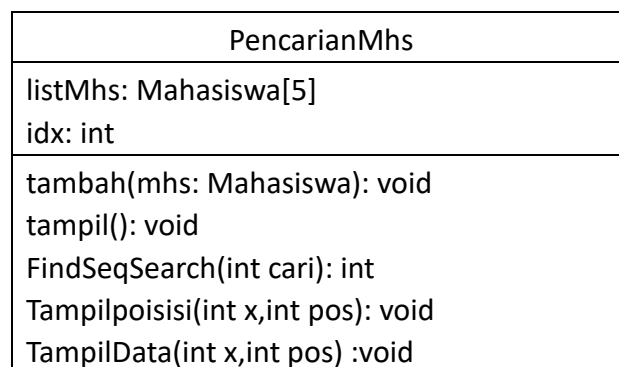 PencarianMhs
listMhs: Mahasiswa[5]
idx: int
tambah(mhs: Mahasiswa): void
tampil(): void
FindSeqSearch(int cari): int
Tampilpoisisi(int x,int pos): void
TampilData(int x,int pos) :void